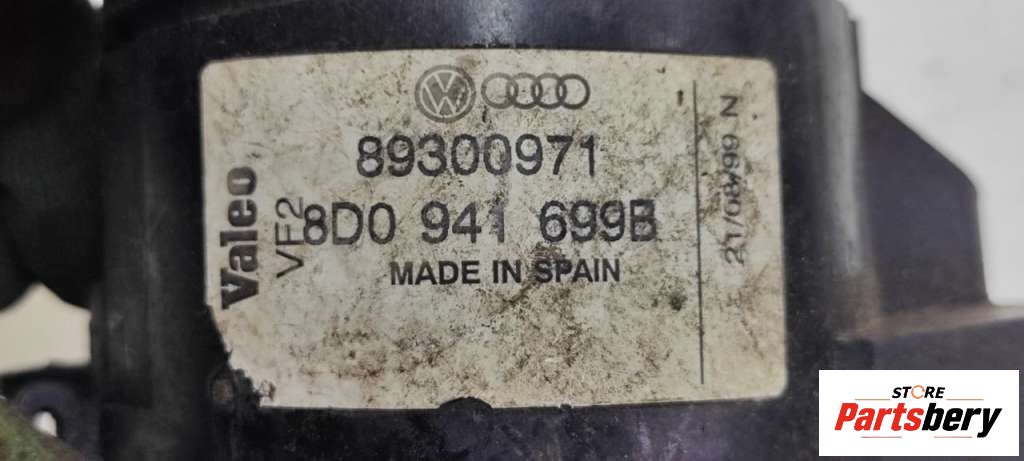 89300971
8D0 941 699B
MADE IN SPAIN
Valeo
VF2
21/08/99 N
STORE
Partsbery